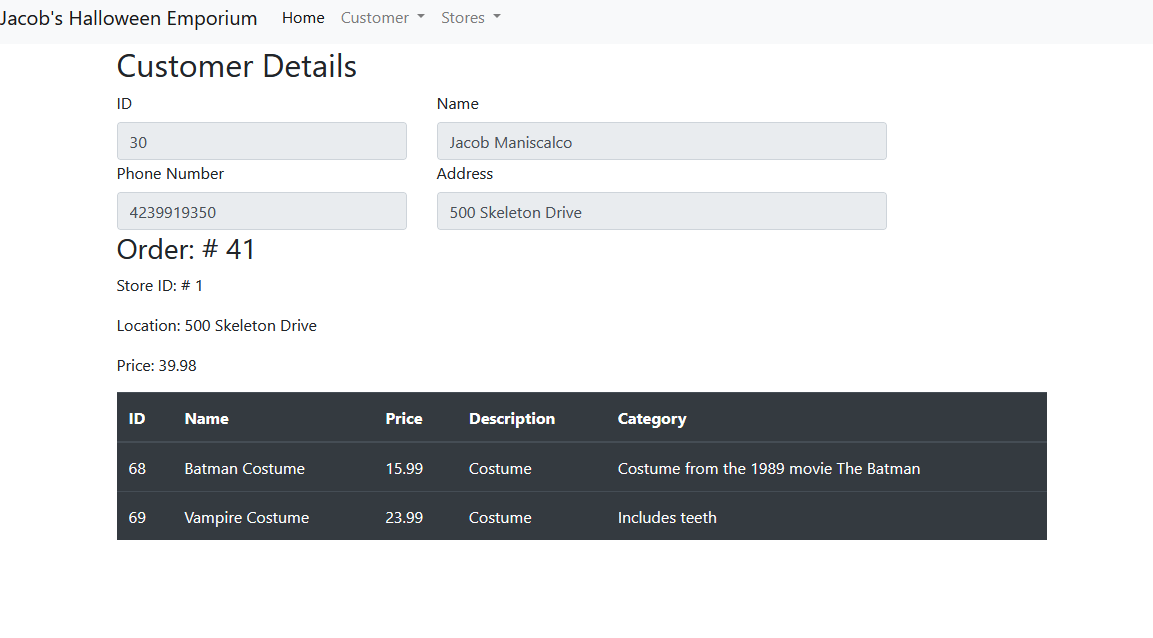 Jacob's Halloween Emporium Home Customer Stores
Customer Details
ID Name
30 Jacob Maniscalco
Phone Number Address
4239919350 500 Skeleton Drive
Order: # 41
Store ID: # 1
Location: 500 Skeleton Drive
Price: 39.98
ID Name Price Description Category
68 Batman Costume 15.99 Costume Costume from the 1989 movie The Batman
69 Vampire Costume 23.99 Costume Includes teeth